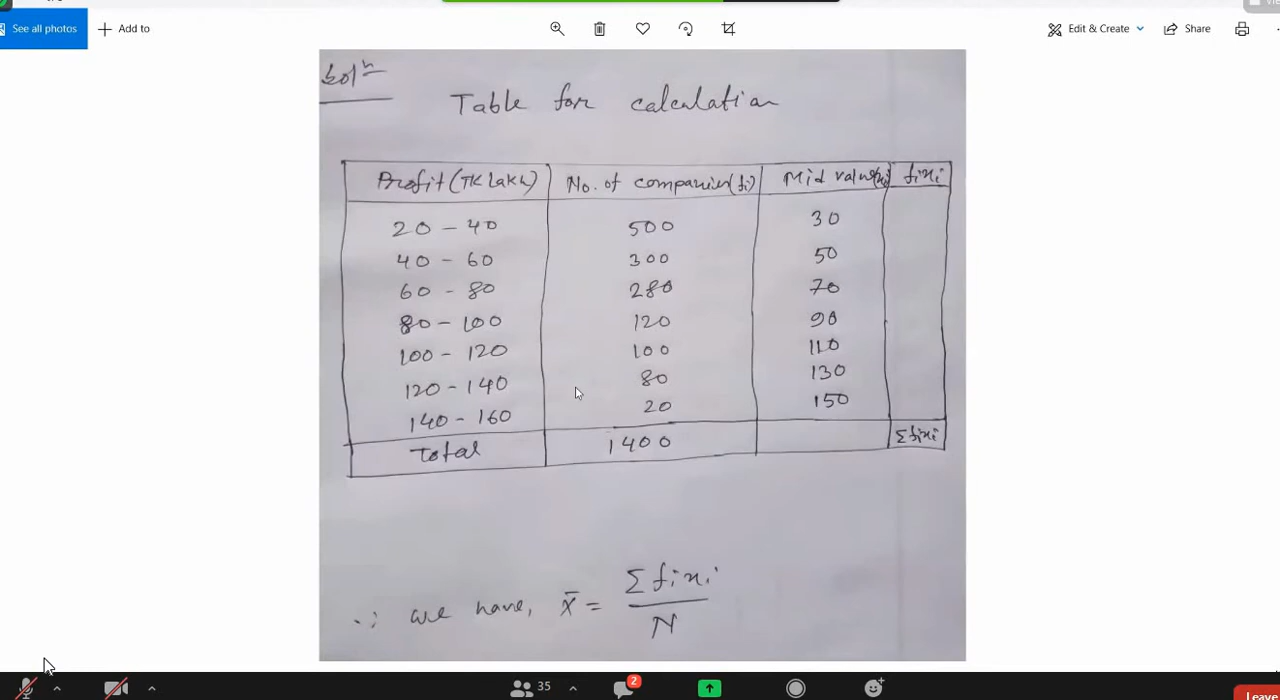 See all photos + Add to Edit & Create Share
Solⁿ
Table for calculation
Profit (TK Lakh) No. of companies (fi) Mid value (xi) fixi
20 - 40 500 30
40 - 60 300 50
60 - 80 280 70
80 - 100 120 90
100 - 120 100 110
120 - 140 80 130
140 - 160 20 150
Total 1400 Σfixi
∴ we have, x̄ = Σfixi / N
35 2 Leave